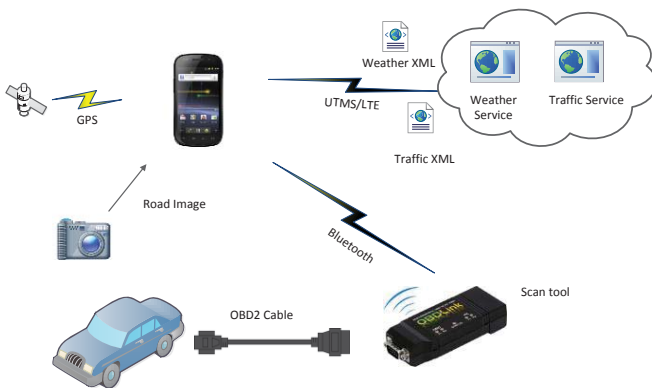 Weather XML
UTMS/LTE
Weather
Service
Traffic Service
GPS
Traffic XML
Road Image
Bluetooth
Scan tool
OBD2 Cable
OBDLink